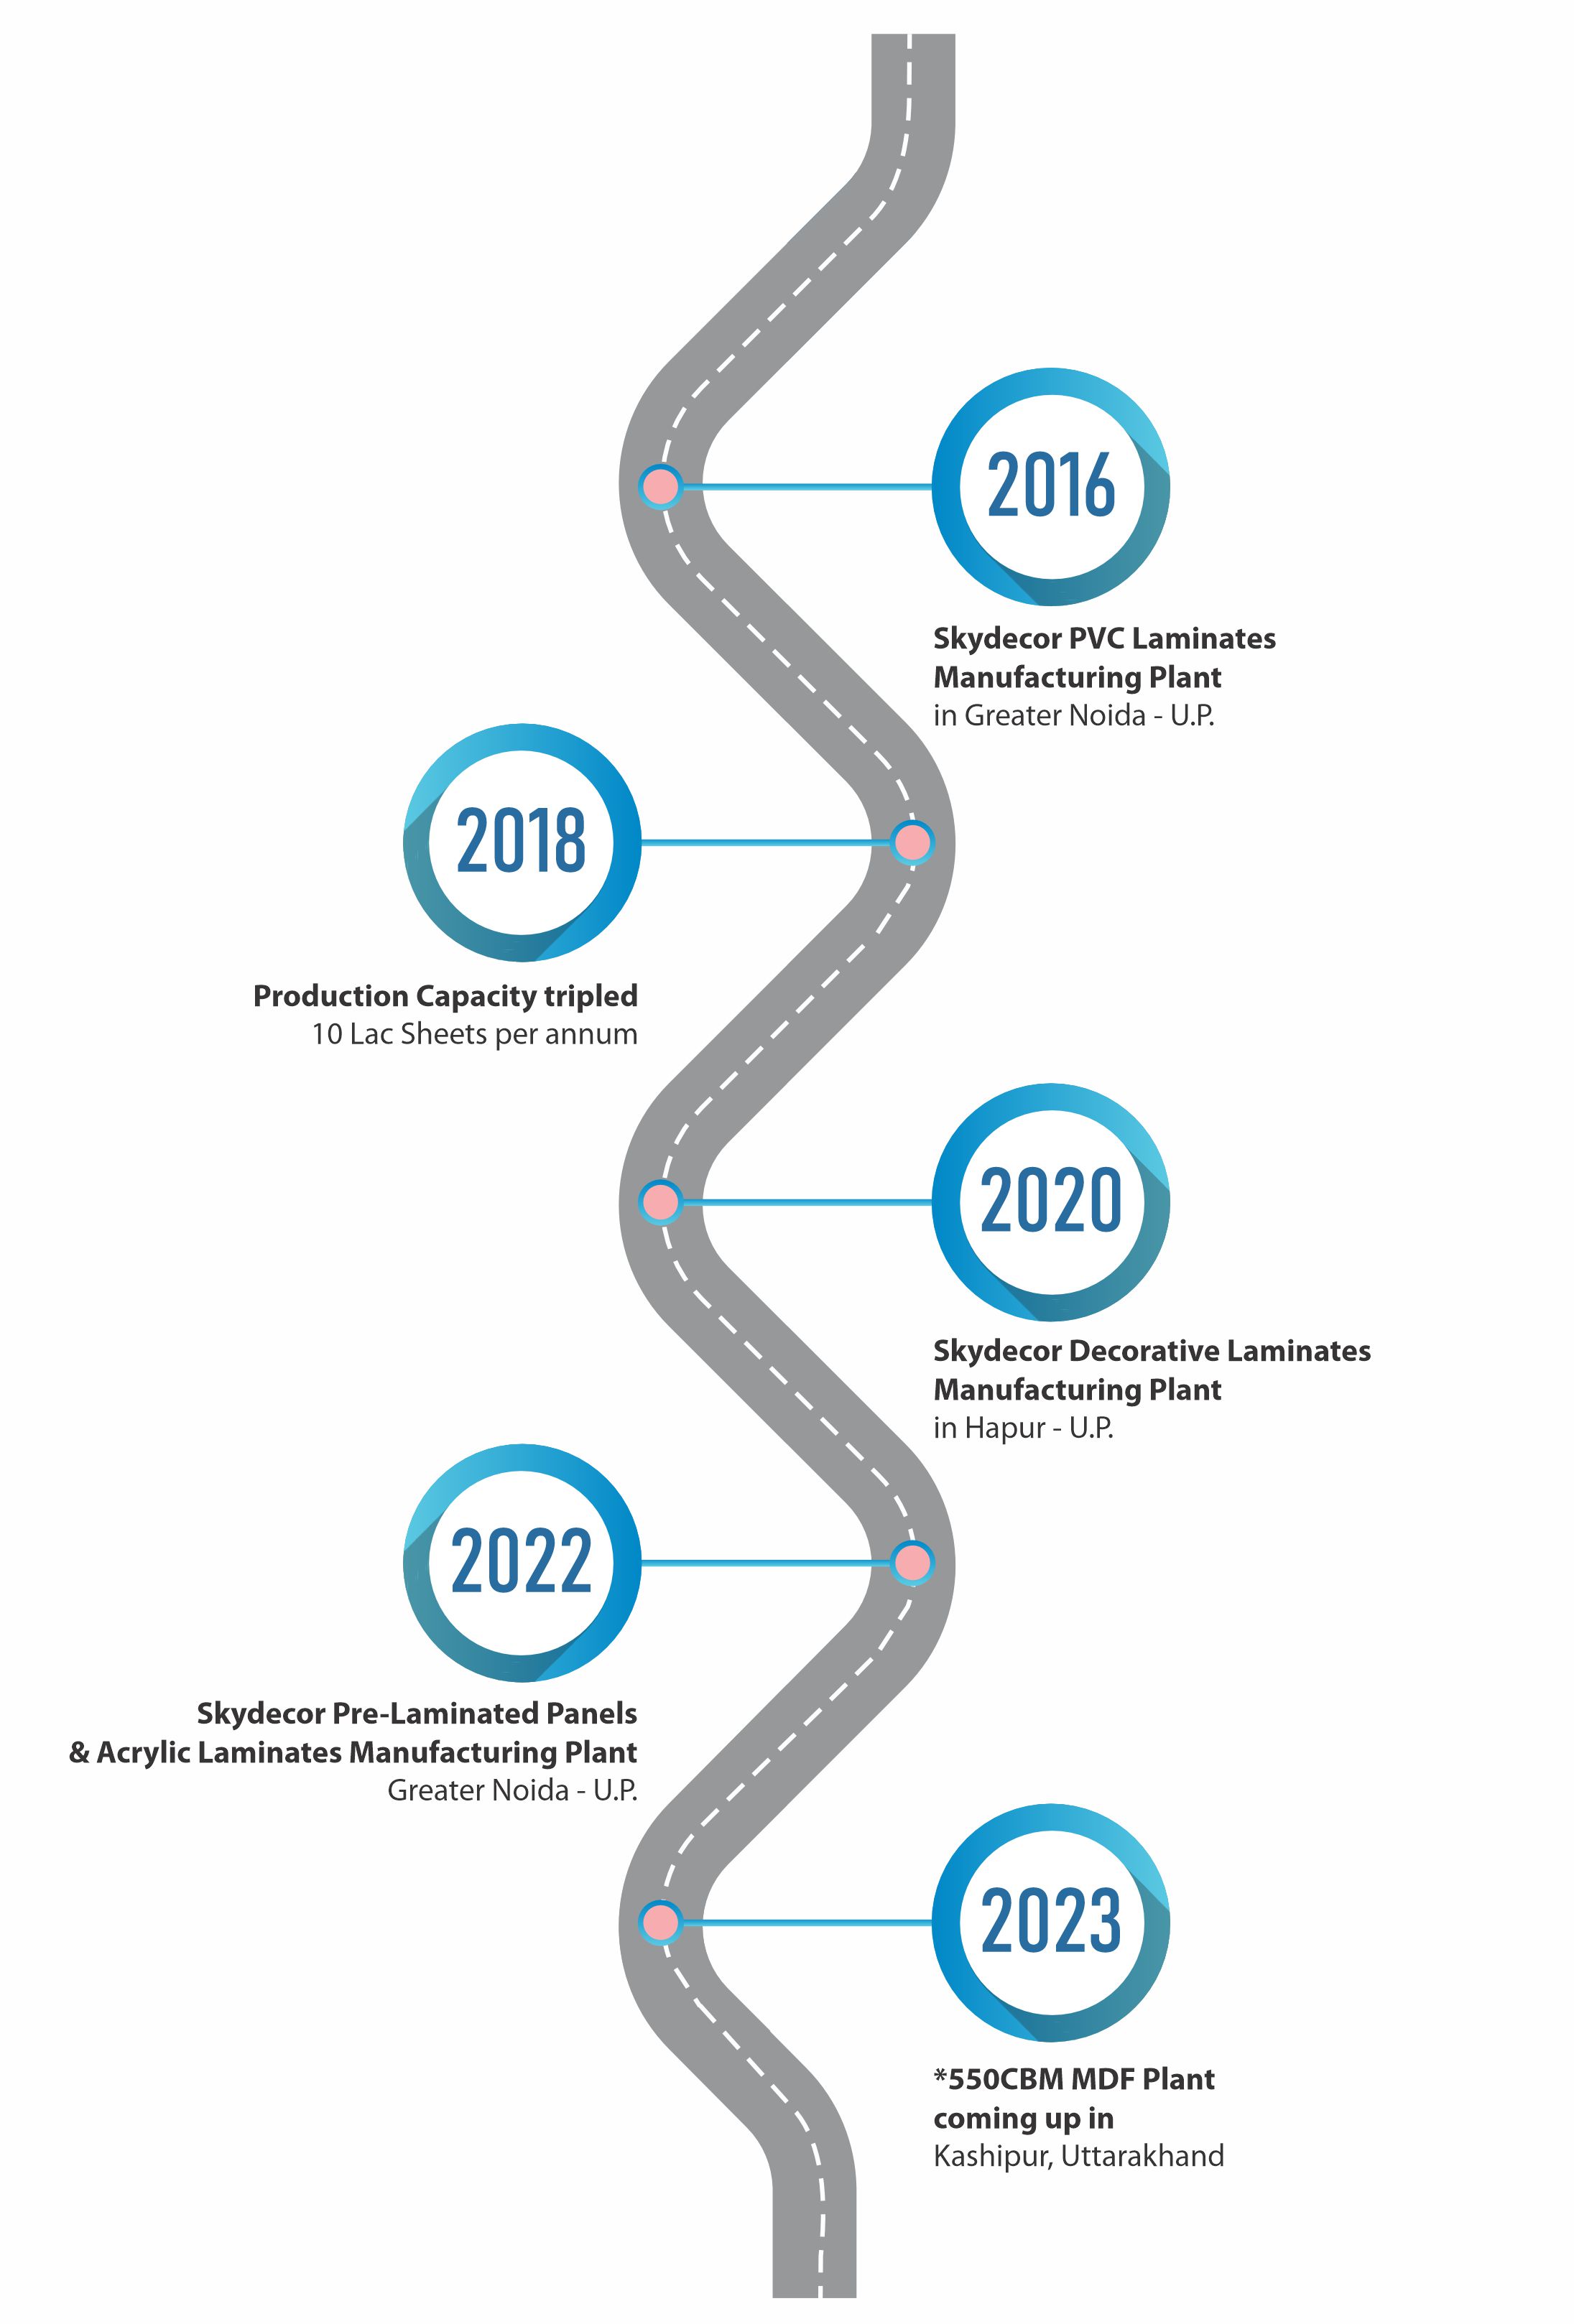 2016
Skydecor PVC Laminates
Manufacturing Plant
in Greater Noida - U.P.
2018
Production Capacity tripled
10 Lac Sheets per annum
2020
Skydecor Decorative Laminates
Manufacturing Plant
in Hapur - U.P.
2022
Skydecor Pre-Laminated Panels
& Acrylic Laminates Manufacturing Plant
Greater Noida - U.P.
2023
*550CBM MDF Plant
coming up in
Kashipur, Uttarakhand